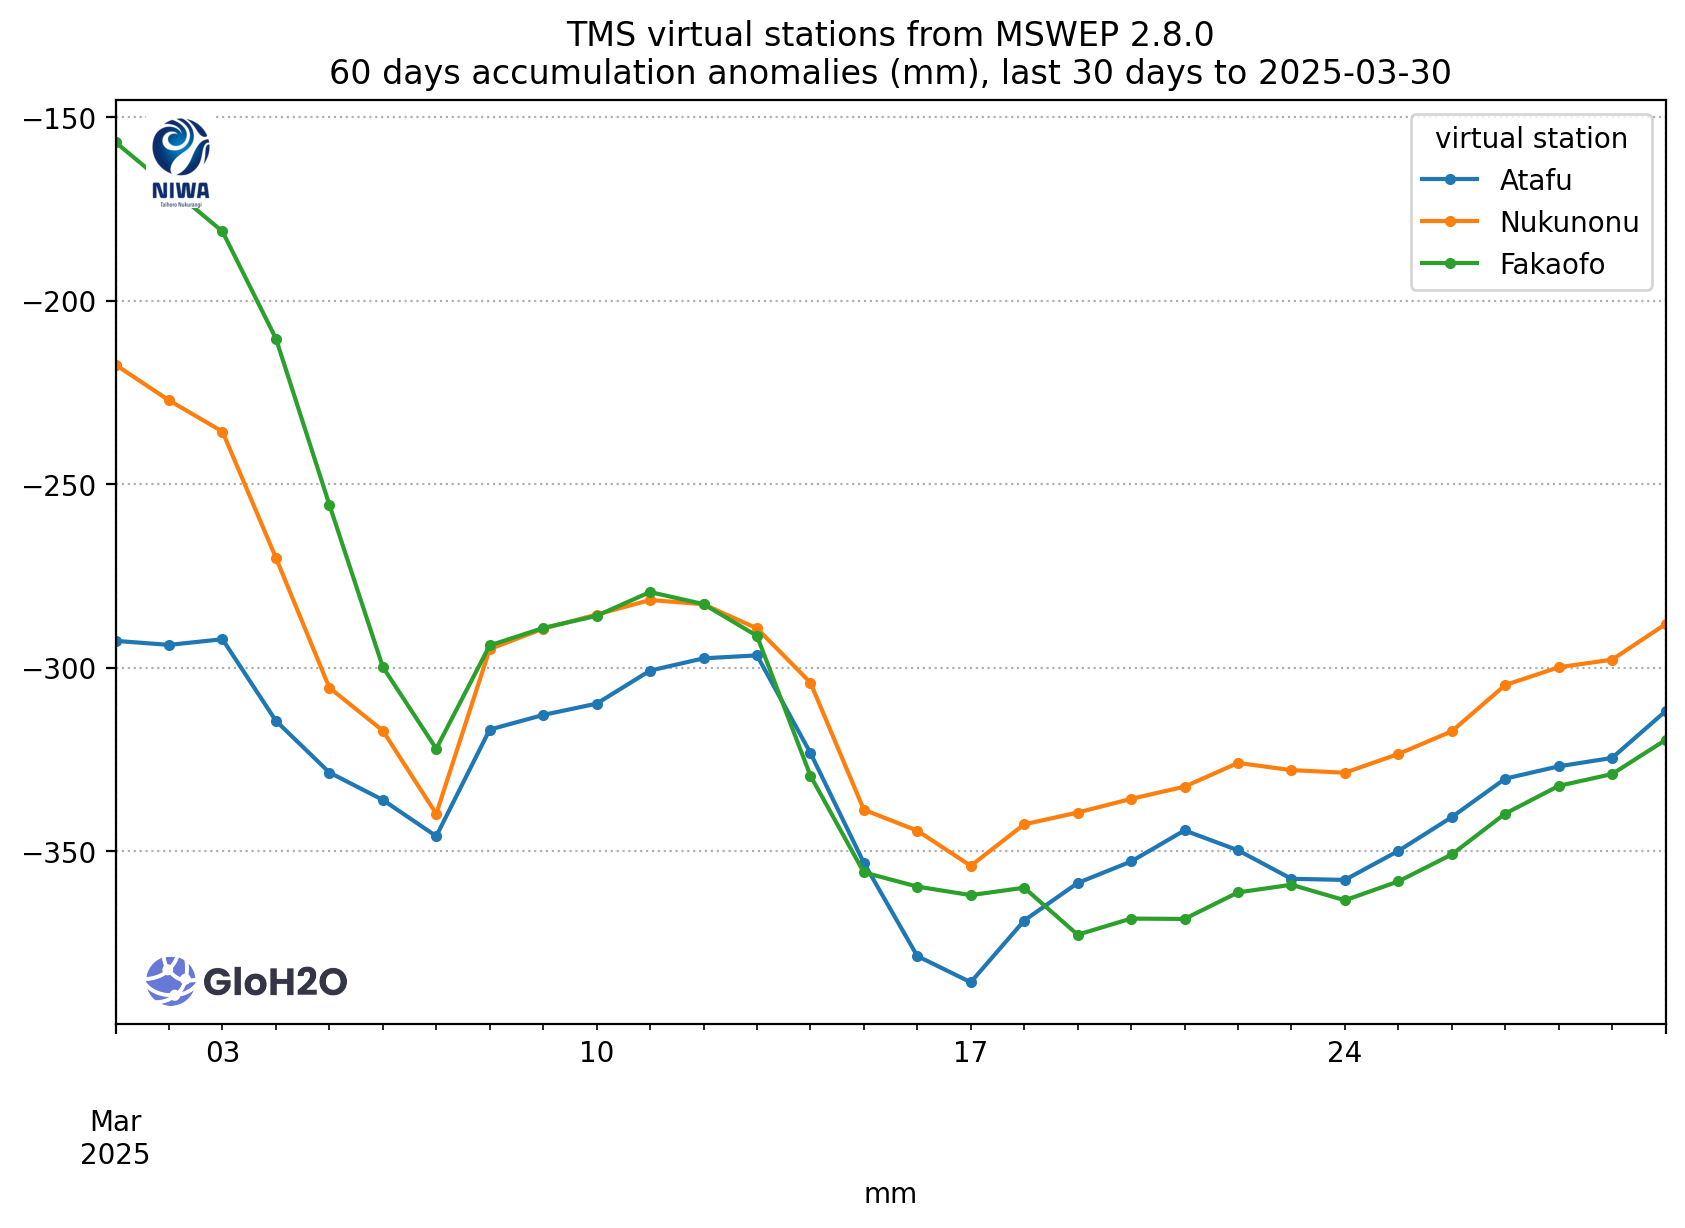 TMS virtual stations from MSWEP 2.8.0
60 days accumulation anomalies (mm), last 30 days to 2025-03-30
−150
−200
−250
−300
−350
NIWA
Taihoro Nukurangi
virtual station
Atafu
Nukunonu
Fakaofo
GloH2O
03
10
17
24
Mar
2025
mm